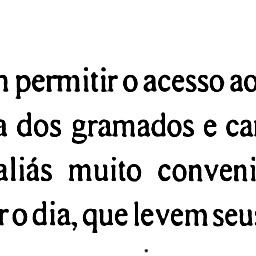 m permitir o acesso ao
a dos gramados e ca
aliás muito conveni
r o dia, que levem seus